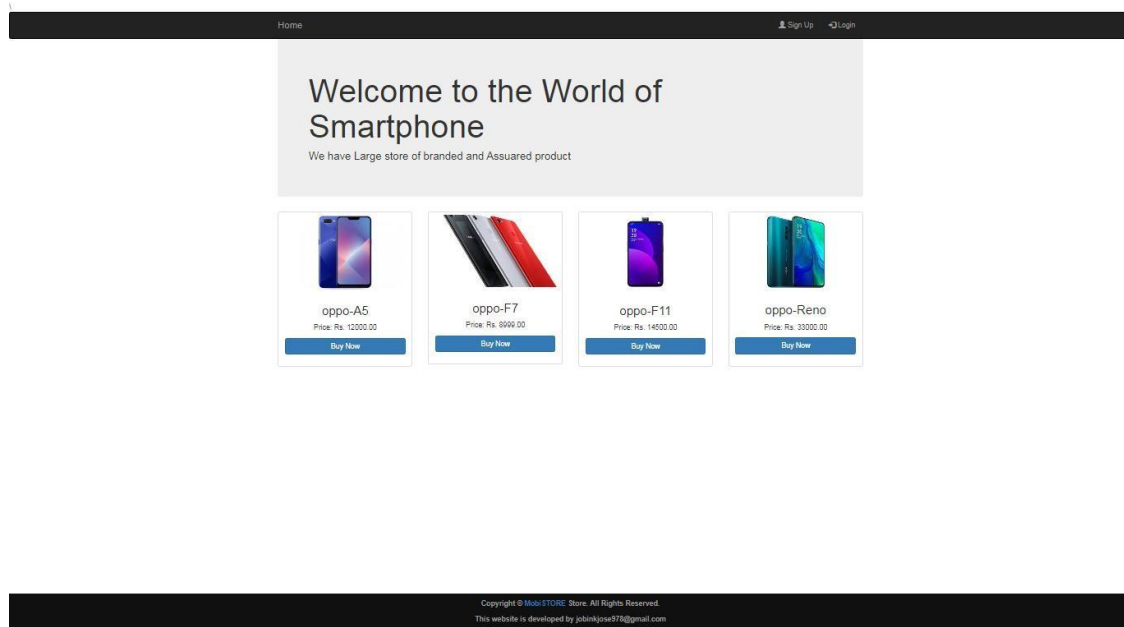 \
Home Sign Up Login
Welcome to the World of
Smartphone
We have Large store of branded and Assuared product
oppo-A5 oppo-F7 oppo-F11 oppo-Reno
Price: Rs. 12000.00 Price: Rs. 8999.00 Price: Rs. 14500.00 Price: Rs. 33000.00
Buy Now Buy Now Buy Now Buy Now
Copyright © MobiSTORE Store. All Rights Reserved.
This website is developed by jobinkjose978@gmail.com